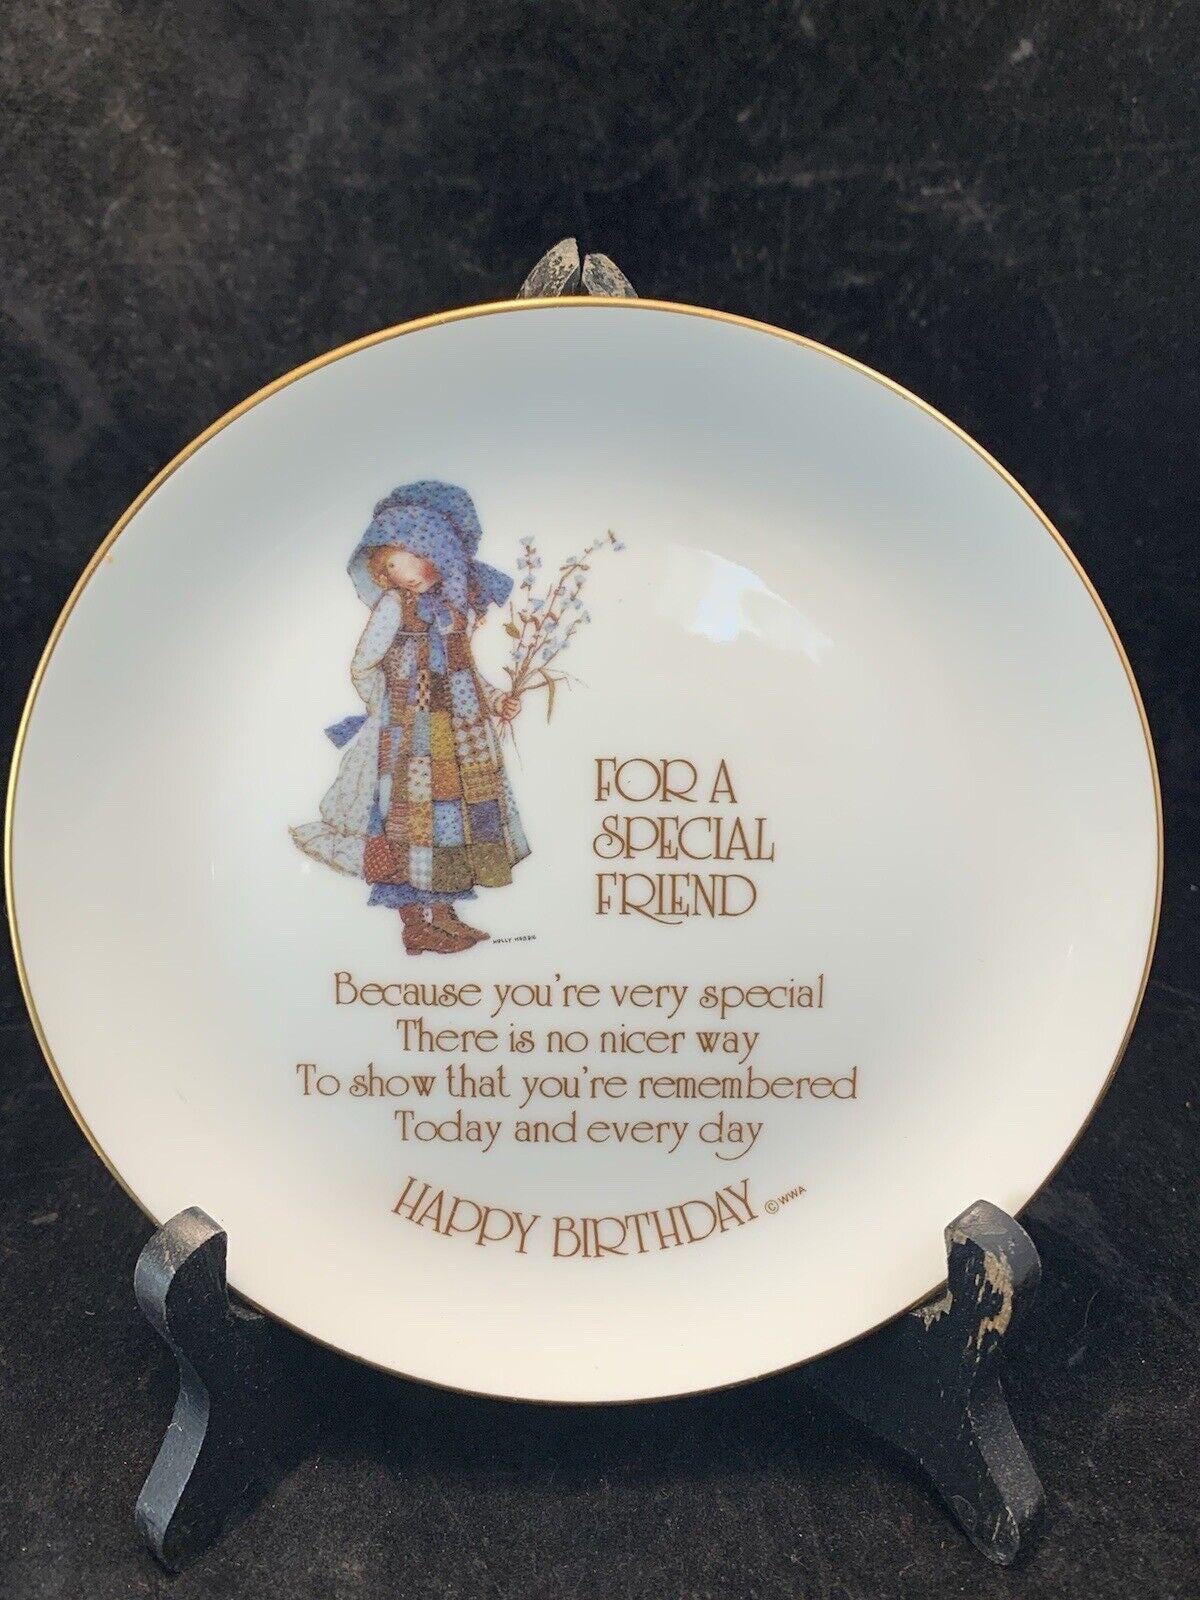 HOLLY HOBBIE
FOR A
SPECIAL
FRIEND
Because you're very special
There is no nicer way
To show that you're remembered
Today and every day
HAPPY BIRTHDAY © WWA